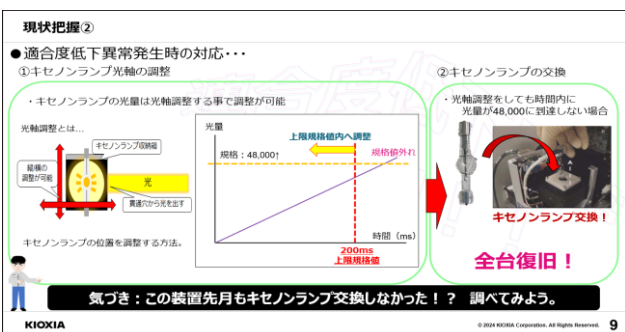 現状把握②
●適合度低下異常発生時の対応･･･
①キセノンランプ光軸の調整
・キセノンランプの光量は光軸調整する事で調整が可能
光軸調整とは…
キセノンランプ収納箱
縦横の
調整が可能
光
貫通穴から光を出す
キセノンランプの位置を調整する方法。
光量
上限規格値内へ調整
規格：48,000↑
規格値外れ
時間（ms）
200ms
上限規格値
②キセノンランプの交換
・光軸調整をしても時間内に
光量が48,000に到達しない場合
キセノンランプ交換！
全台復旧！
気づき：この装置先月もキセノンランプ交換しなかった！？　調べてみよう。
KIOXIA
© 2024 KIOXIA Corporation. All Rights Reserved.
9